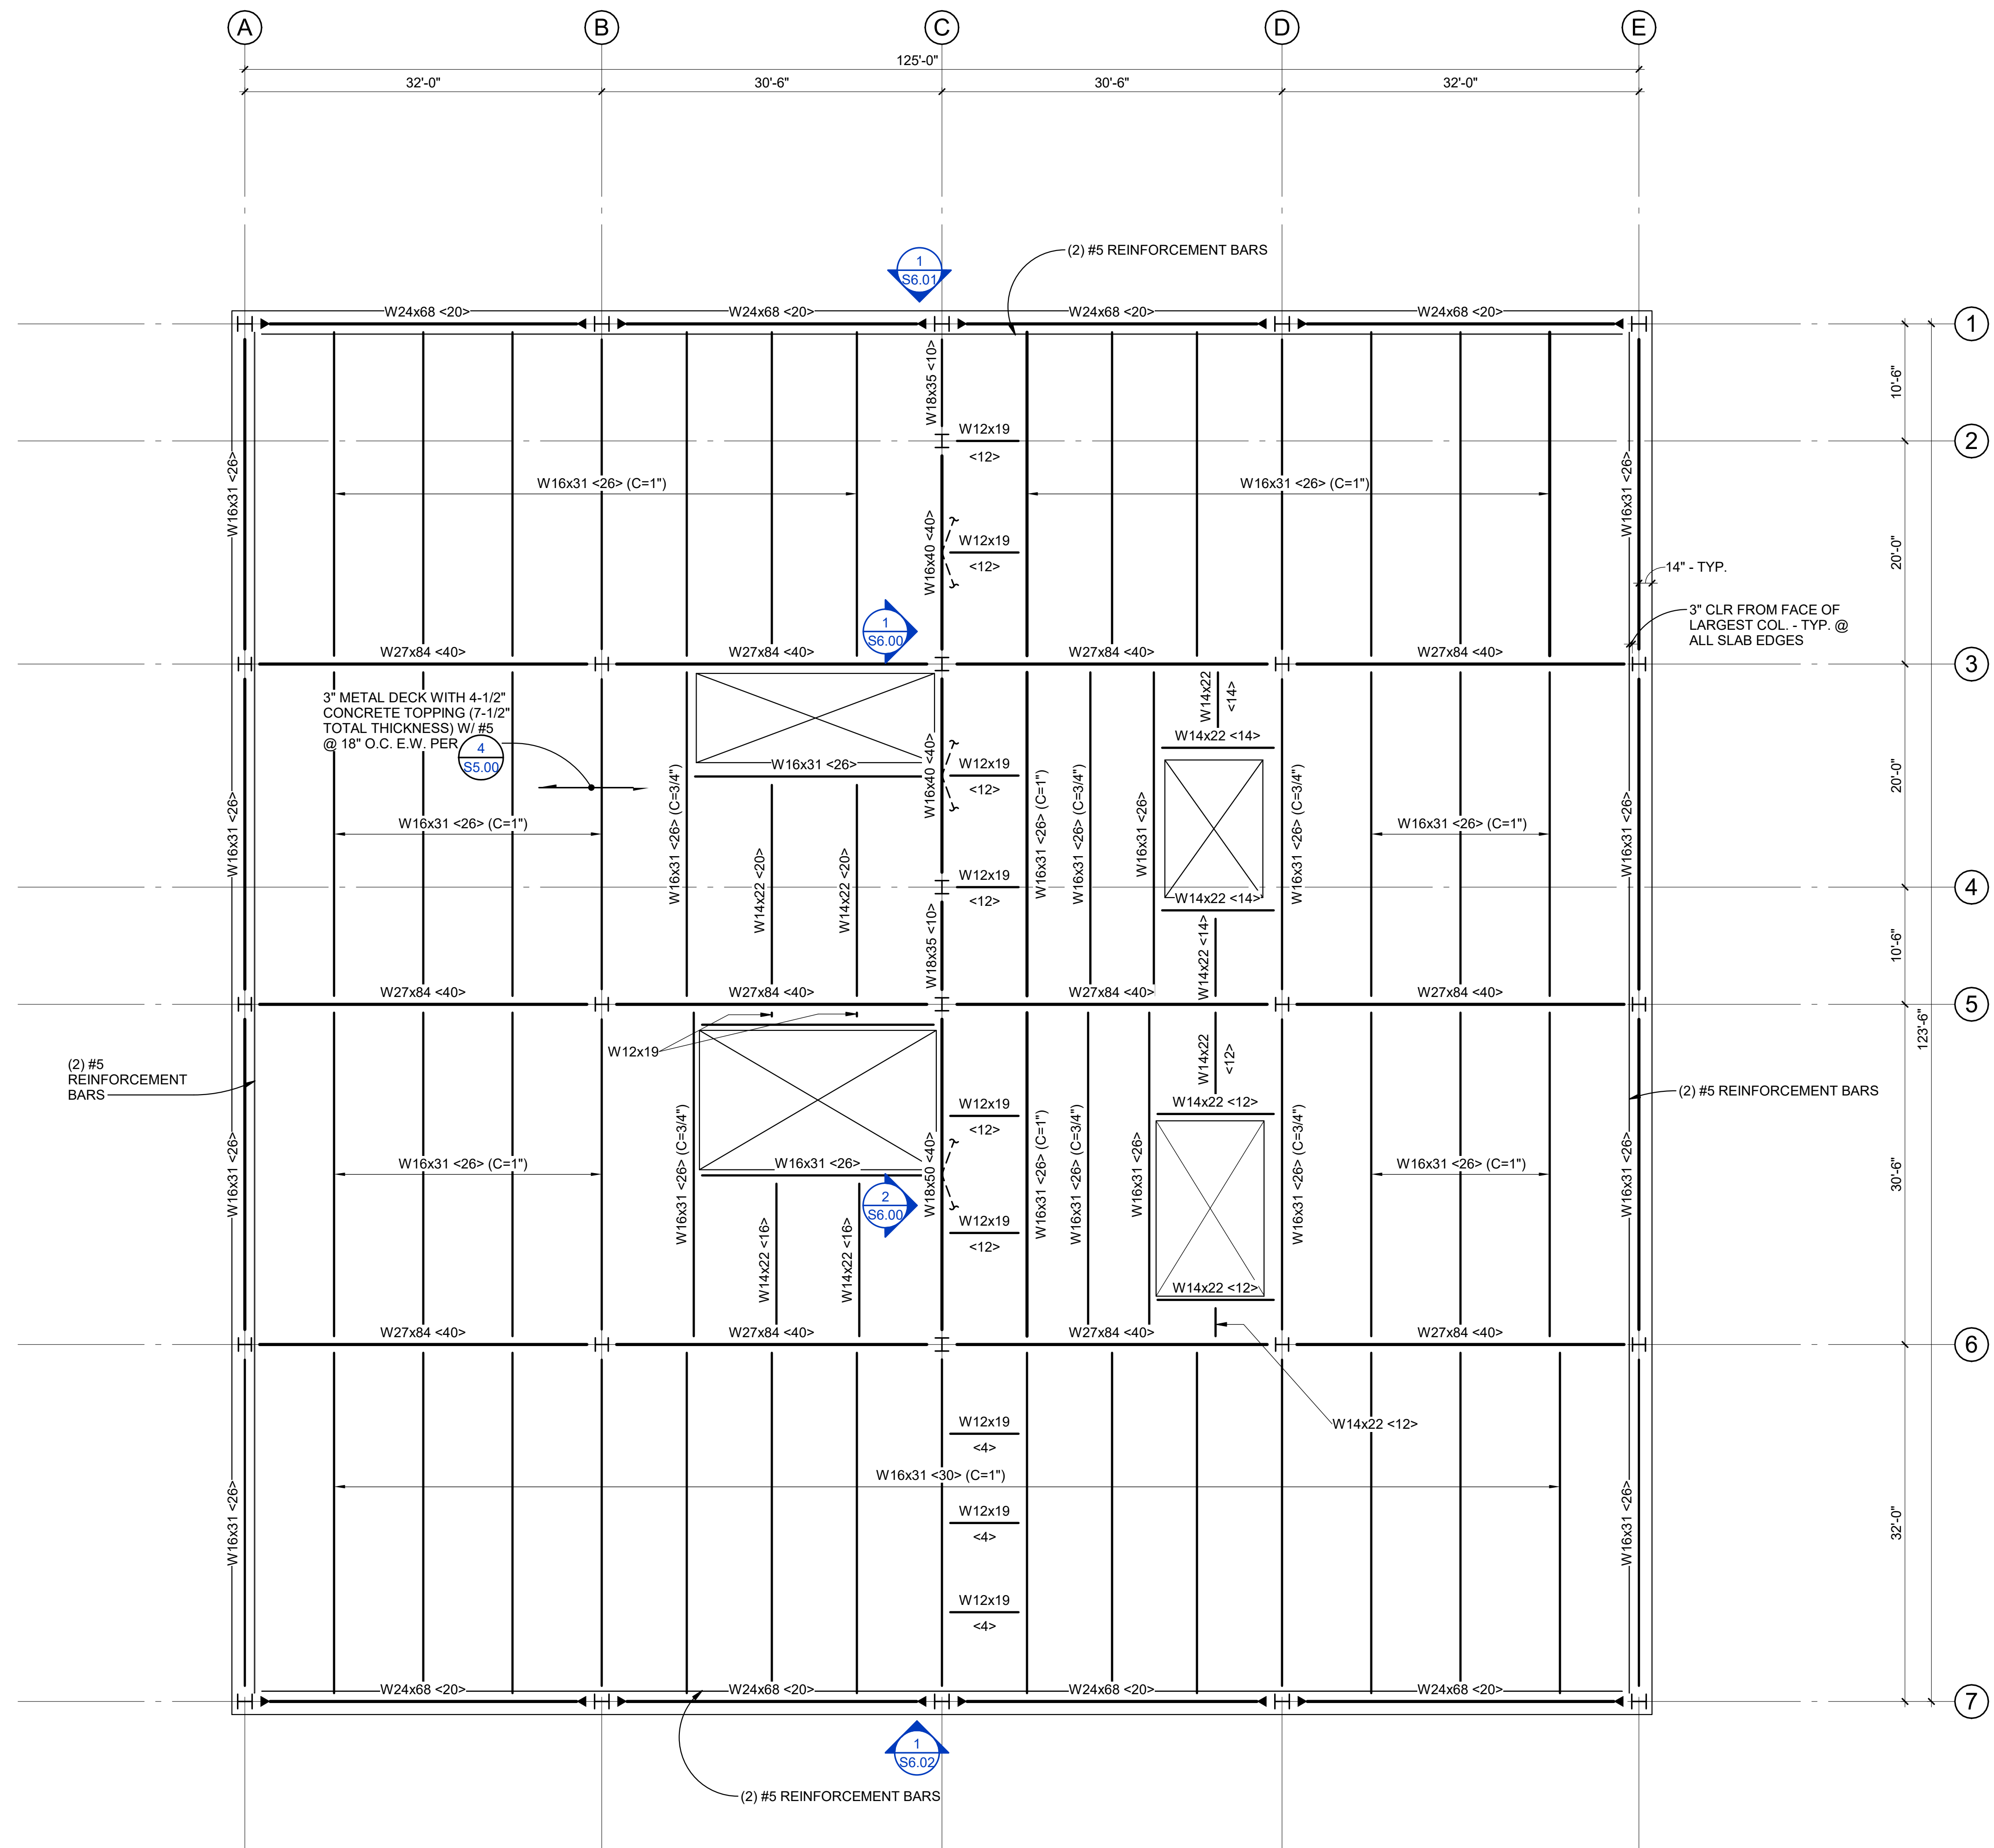 A
B
C
D
E
125'-0"
32'-0"
30'-6"
30'-6"
32'-0"
(2) #5 REINFORCEMENT BARS
1
S6.01
W24x68 <20>
W24x68 <20>
W24x68 <20>
W24x68 <20>
1
W18x35 <10>
10'-6"
W12x19
<12>
2
W16x31 <26>
W16x31 <26> (C=1")
W16x31 <26> (C=1")
W16x31 <26>
W16x40 <40>
W12x19
<12>
20'-0"
14" - TYP.
3" CLR FROM FACE OF
LARGEST COL. - TYP. @
ALL SLAB EDGES
1
S6.00
W27x84 <40>
W27x84 <40>
W27x84 <40>
W27x84 <40>
3
3" METAL DECK WITH 4-1/2"
CONCRETE TOPPING (7-1/2"
TOTAL THICKNESS) W/ #5
@ 18" O.C. E.W. PER
4
S5.00
W14x22
<14>
W14x22 <14>
W16x31 <26>
W16x40 <40>
W12x19
<12>
20'-0"
W16x31 <26>
W16x31 <26> (C=1")
W16x31 <26> (C=3/4")
W14x22 <20>
W14x22 <20>
W16x31 <26> (C=1")
W16x31 <26> (C=3/4")
W16x31 <26>
W16x31 <26> (C=3/4")
W16x31 <26> (C=1")
W16x31 <26>
W12x19
<12>
W14x22 <14>
4
W18x35 <10>
W14x22 <14>
10'-6"
W27x84 <40>
W27x84 <40>
W27x84 <40>
W27x84 <40>
5
123'-6"
W12x19
W14x22
<12>
(2) #5
REINFORCEMENT
BARS
(2) #5 REINFORCEMENT BARS
W12x19
<12>
W14x22 <12>
W16x31 <26>
W16x31 <26> (C=1")
W16x31 <26> (C=3/4")
W16x31 <26>
W18x50 <40>
W16x31 <26> (C=1")
W16x31 <26> (C=3/4")
W16x31 <26>
W16x31 <26> (C=3/4")
W16x31 <26> (C=1")
W16x31 <26>
30'-6"
2
S6.00
W12x19
<12>
W14x22 <16>
W14x22 <16>
W14x22 <12>
W27x84 <40>
W27x84 <40>
W27x84 <40>
W27x84 <40>
6
W14x22 <12>
W12x19
<4>
W16x31 <30> (C=1")
W16x31 <26>
W12x19
<4>
W16x31 <26>
32'-0"
W12x19
<4>
W24x68 <20>
W24x68 <20>
W24x68 <20>
W24x68 <20>
7
1
S6.02
(2) #5 REINFORCEMENT BARS